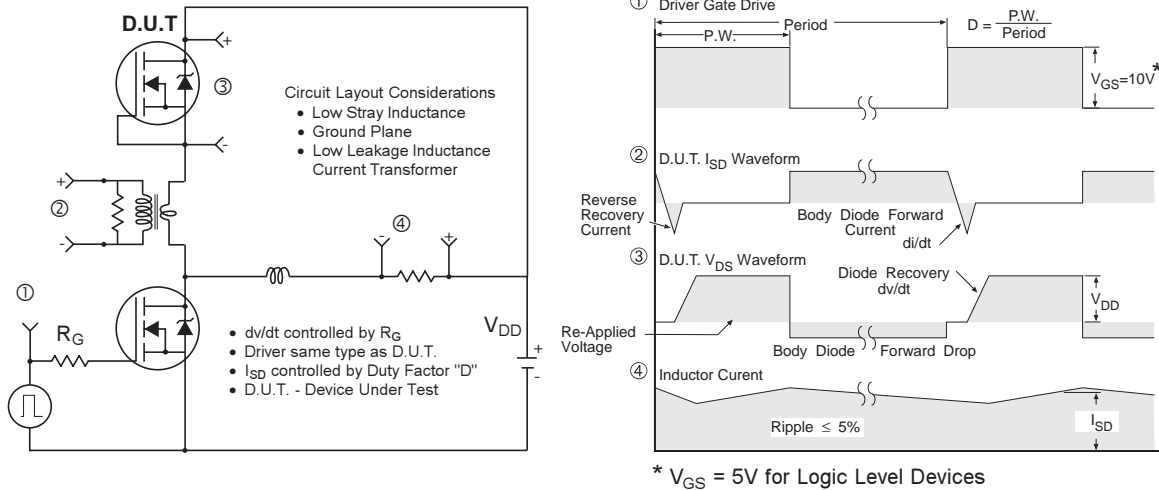 D.U.T
+
③
-
Circuit Layout Considerations
• Low Stray Inductance
• Ground Plane
• Low Leakage Inductance
Current Transformer
+
②
-
④
-
+
①
R_G
V_DD
+
-
• dv/dt controlled by R_G
• Driver same type as D.U.T.
• I_SD controlled by Duty Factor "D"
• D.U.T. - Device Under Test
① Driver Gate Drive
Period
P.W.
D = P.W. / Period
V_GS=10V *
② D.U.T. I_SD Waveform
Reverse
Recovery
Current
Body Diode Forward
Current
di/dt
③ D.U.T. V_DS Waveform
Diode Recovery
dv/dt
V_DD
Re-Applied
Voltage
Body Diode Forward Drop
④ Inductor Curent
Ripple ≤ 5%
I_SD
* V_GS = 5V for Logic Level Devices